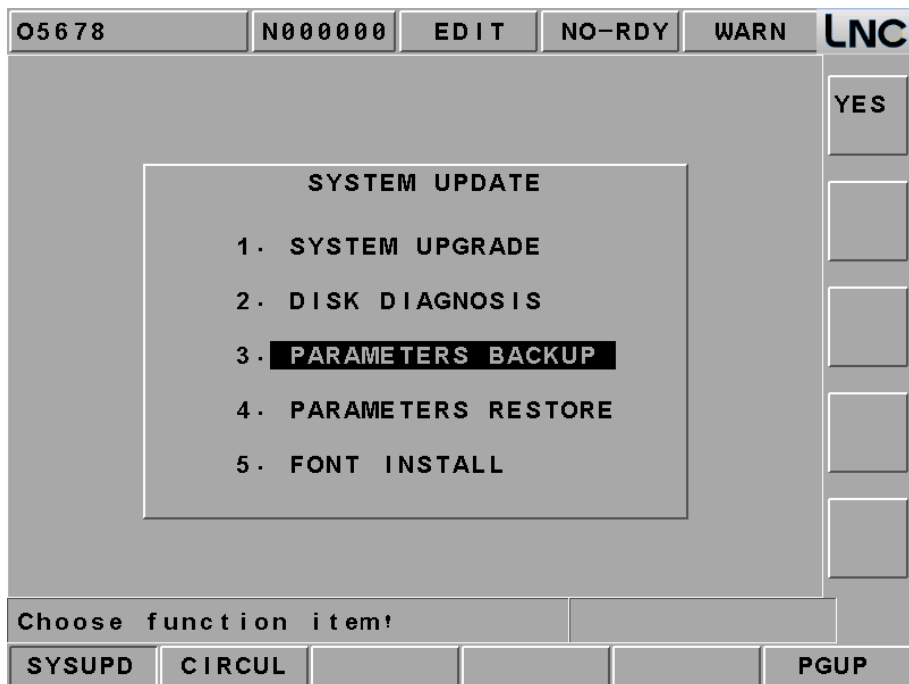 O5678 N000000 EDIT NO-RDY WARN LNC
YES
SYSTEM UPDATE
1. SYSTEM UPGRADE
2. DISK DIAGNOSIS
3. PARAMETERS BACKUP
4. PARAMETERS RESTORE
5. FONT INSTALL
Choose function item!
SYSUPD CIRCUL PGUP